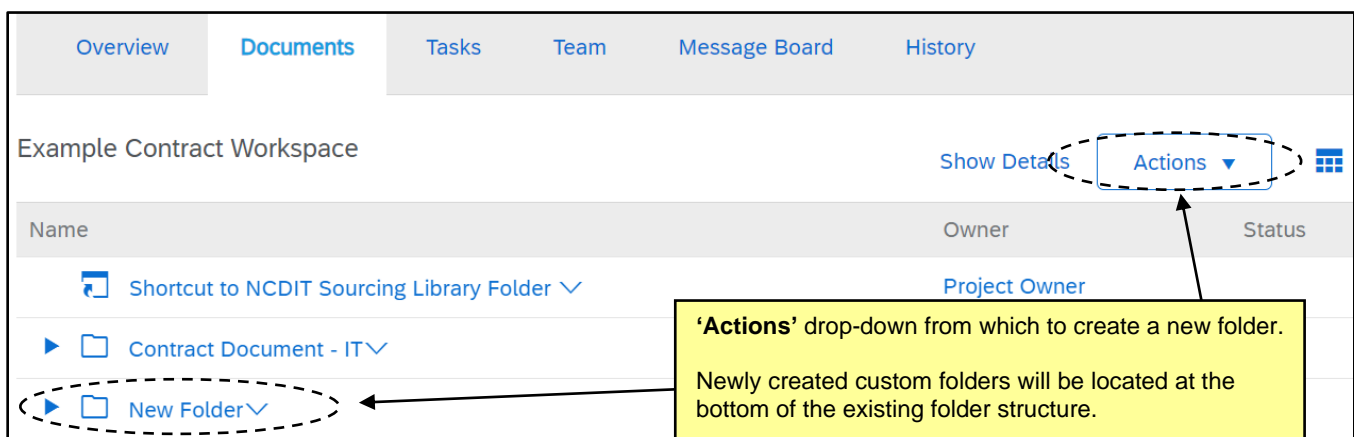 Overview Documents Tasks Team Message Board History
Example Contract Workspace
Show Details Actions
Name Owner Status
Shortcut to NCDIT Sourcing Library Folder Project Owner
Contract Document - IT
New Folder
‘Actions’ drop-down from which to create a new folder.
Newly created custom folders will be located at the
bottom of the existing folder structure.